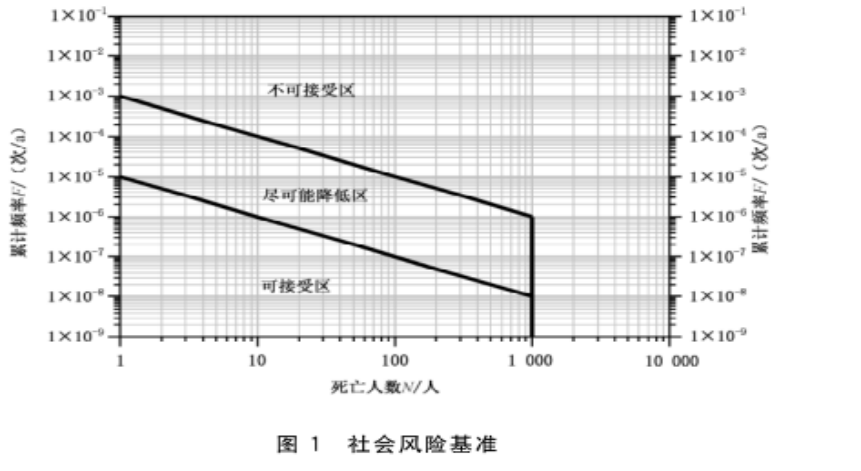 1×10⁻¹ 1×10⁻¹
1×10⁻² 1×10⁻²
不可接受区
1×10⁻³ 1×10⁻³
1×10⁻⁴ 1×10⁻⁴
1×10⁻⁵ 1×10⁻⁵
尽可能降低区
1×10⁻⁶ 1×10⁻⁶
1×10⁻⁷ 1×10⁻⁷
可接受区
1×10⁻⁸ 1×10⁻⁸
1×10⁻⁹ 1×10⁻⁹
累计频率F/（次/a）
累计频率F/（次/a）
1 10 100 1 000 10 000
死亡人数N/人
图 1 社会风险基准